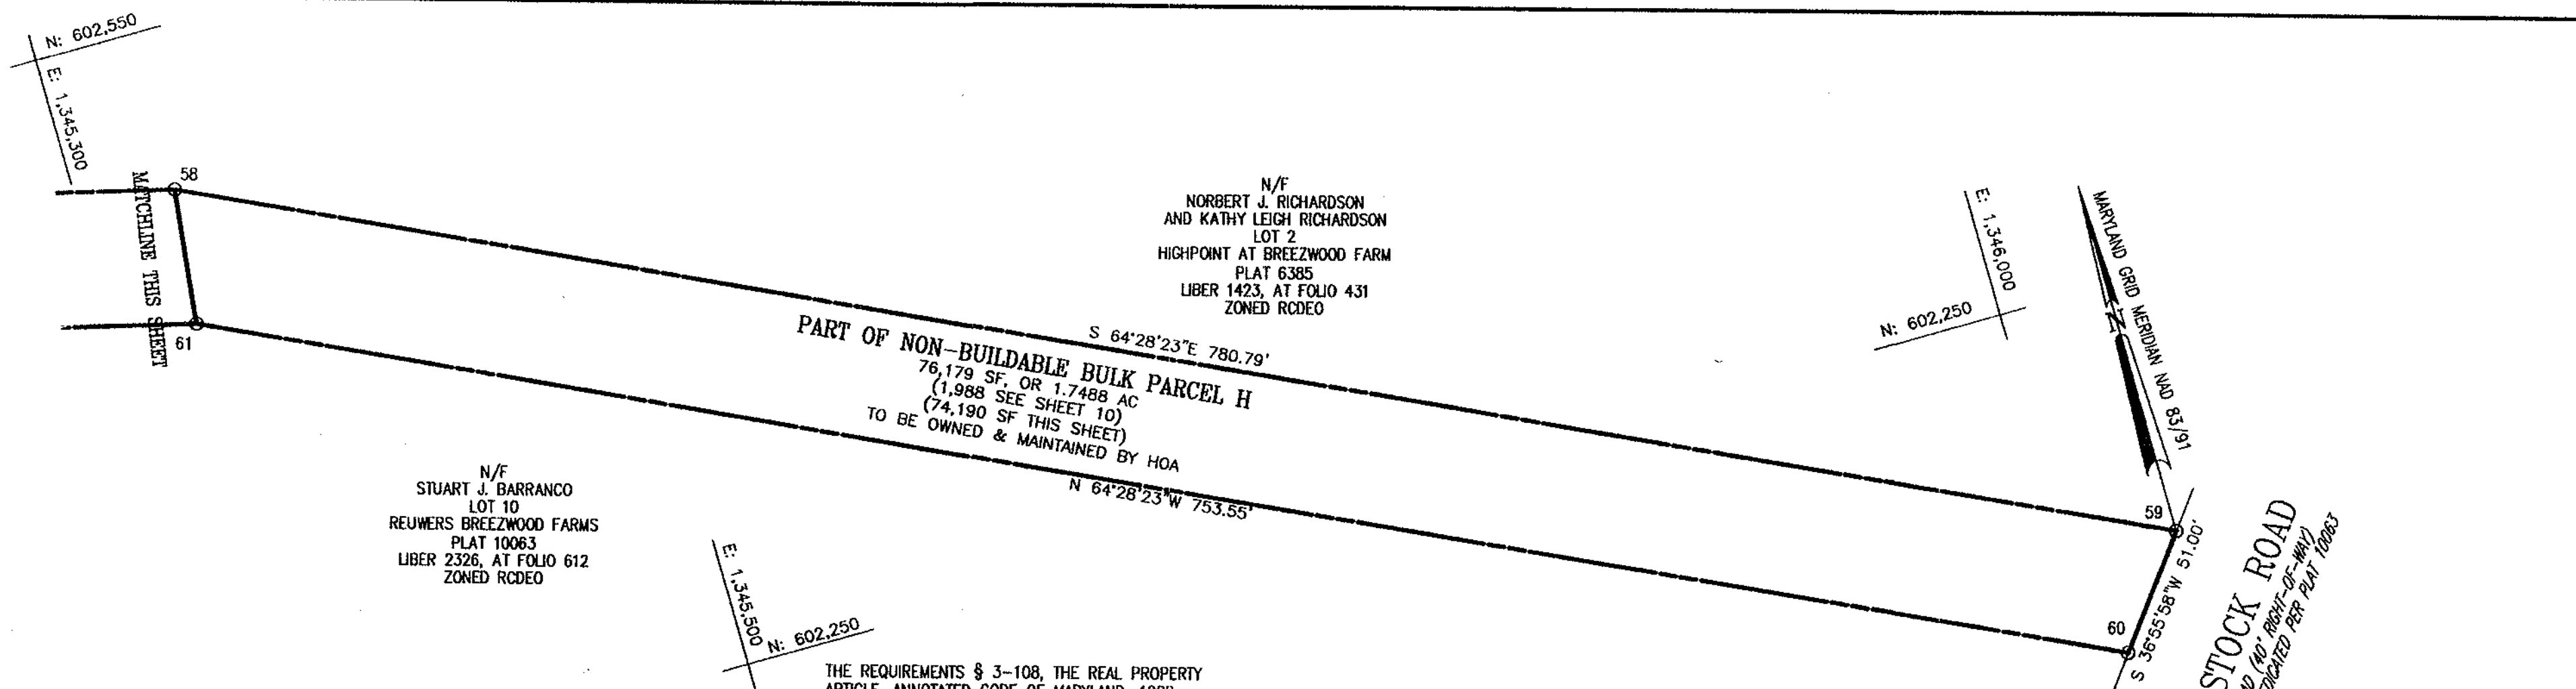 N: 602,550
E: 1,345,300
58
MATCHLINE THIS SHEET
61
N/F
NORBERT J. RICHARDSON
AND KATHY LEIGH RICHARDSON
LOT 2
HIGHPOINT AT BREEZWOOD FARM
PLAT 6385
LIBER 1423, AT FOLIO 431
ZONED RCDEO
E: 1,346,000
N: 602,250
MARYLAND GRID MERIDIAN NAD 83/91
N
S 64°28'23"E 780.79'
PART OF NON-BUILDABLE BULK PARCEL H
76,179 SF, OR 1.7488 AC
(1,988 SEE SHEET 10)
(74,190 SF THIS SHEET)
TO BE OWNED & MAINTAINED BY HOA
N 64°28'23"W 753.55'
N/F
STUART J. BARRANCO
LOT 10
REUWERS BREEZWOOD FARMS
PLAT 10063
LIBER 2326, AT FOLIO 612
ZONED RCDEO
59
60
S 36°55'58"W 51.00'
STOCK ROAD
(40' RIGHT-OF-WAY)
PER PLAT 10063
E: 1,345,500
N: 602,250
THE REQUIREMENTS § 3-108, THE REAL PROPERTY
ARTICLE, ANNOTATED CODE OF MARYLAND,